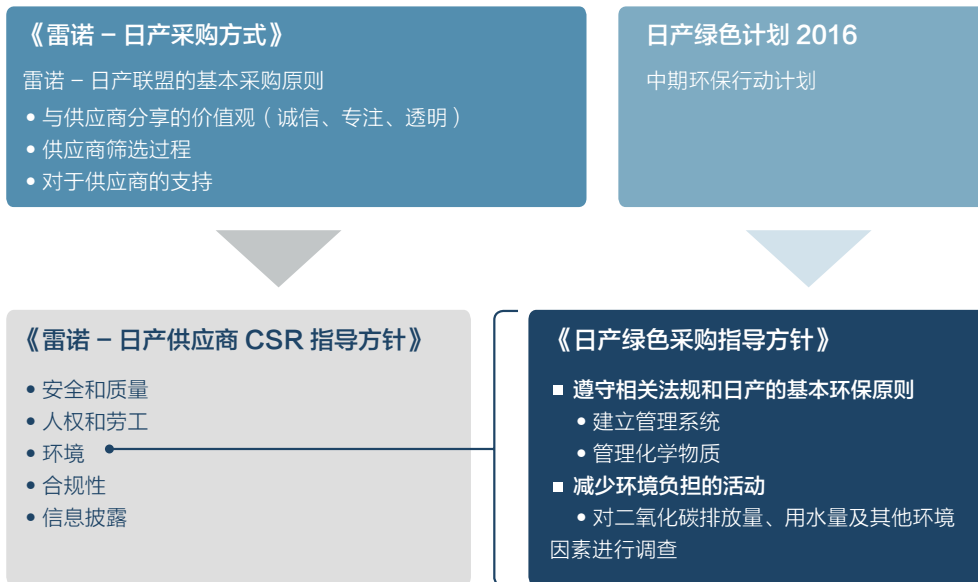 《雷诺 – 日产采购方式》
雷诺 – 日产联盟的基本采购原则
• 与供应商分享的价值观（诚信、专注、透明）
• 供应商筛选过程
• 对于供应商的支持
日产绿色计划 2016
中期环保行动计划
《雷诺 – 日产供应商 CSR 指导方针》
• 安全和质量
• 人权和劳工
• 环境
• 合规性
• 信息披露
《日产绿色采购指导方针》
■ 遵守相关法规和日产的基本环保原则
• 建立管理系统
• 管理化学物质
■ 减少环境负担的活动
• 对二氧化碳排放量、用水量及其他环境
因素进行调查